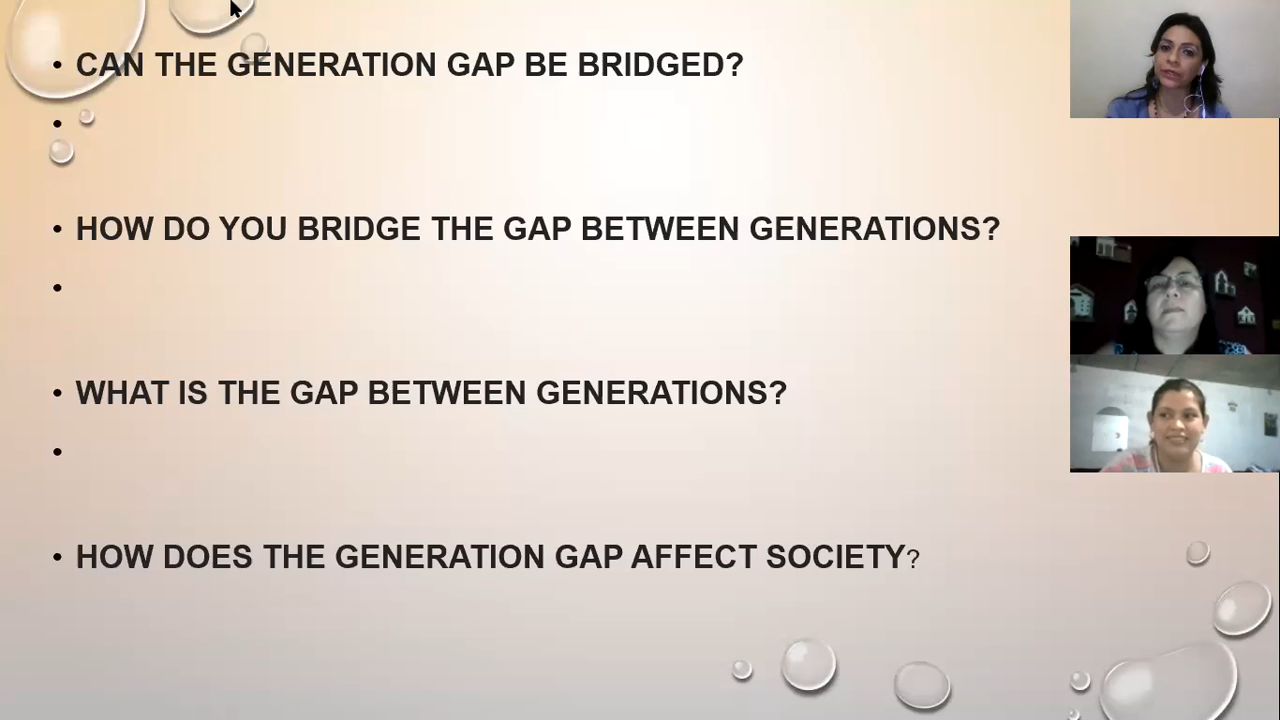 • CAN THE GENERATION GAP BE BRIDGED?
•
• HOW DO YOU BRIDGE THE GAP BETWEEN GENERATIONS?
•
• WHAT IS THE GAP BETWEEN GENERATIONS?
•
• HOW DOES THE GENERATION GAP AFFECT SOCIETY?